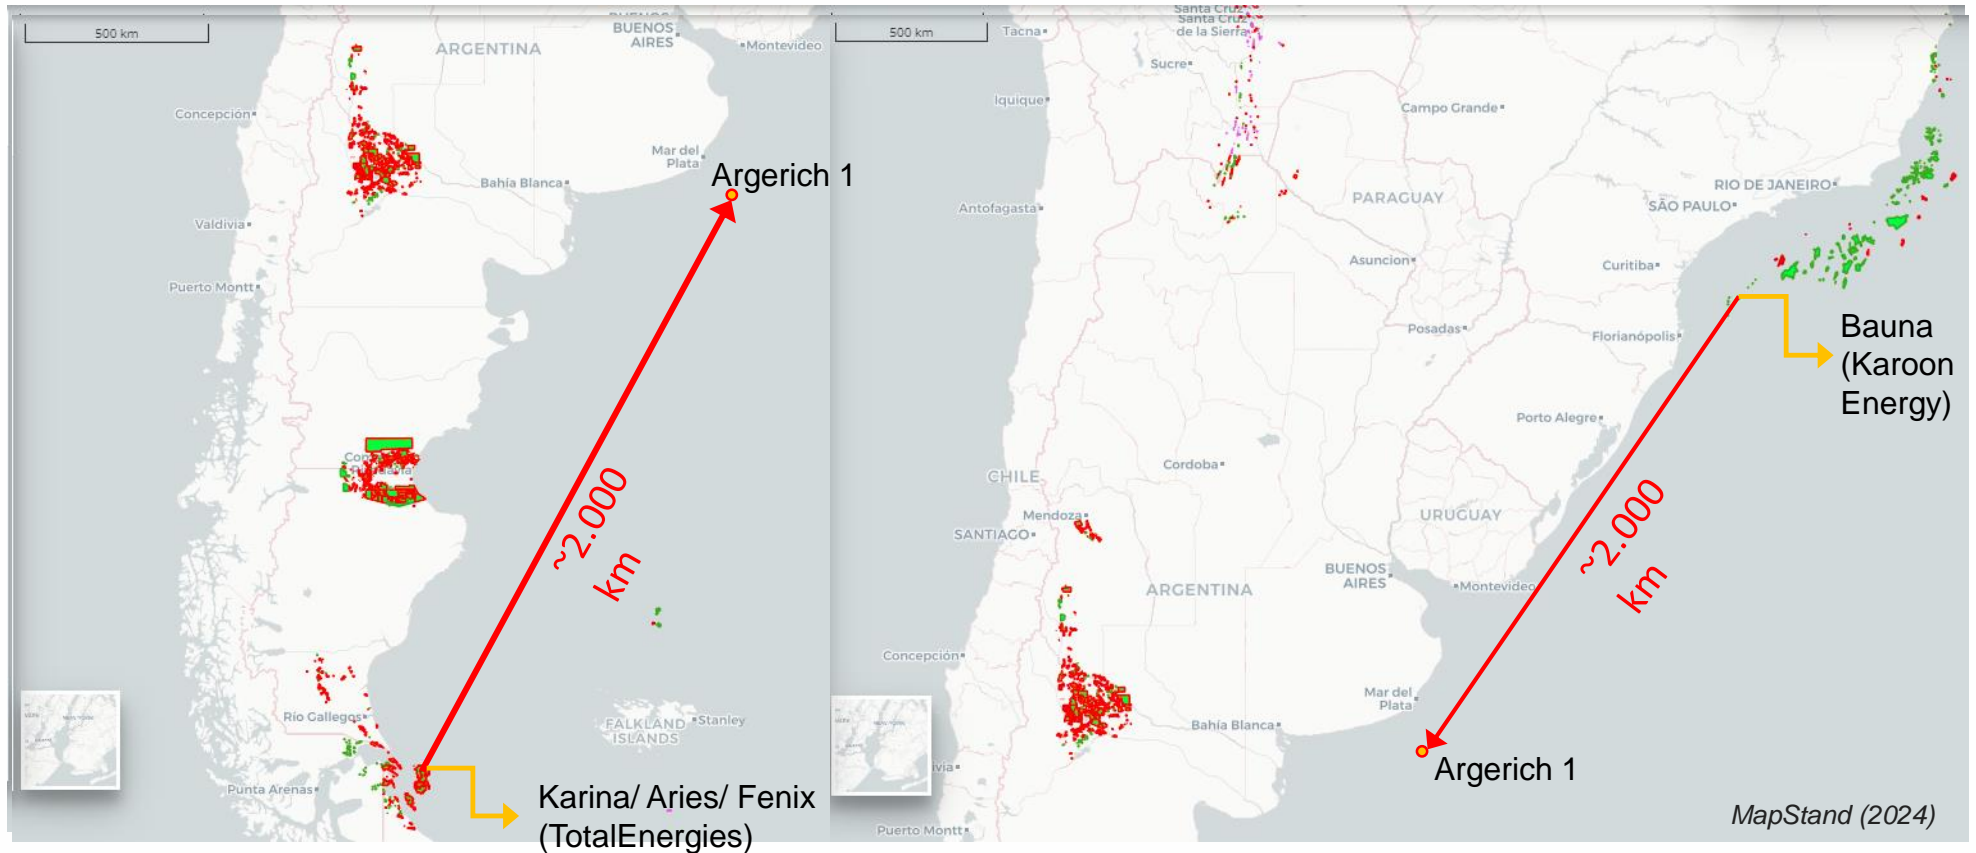 500 km
BUENOS
AIRES
ARGENTINA
Montevideo
Concepción
Mar del
Plata
Bahía Blanca
Argerich 1
Valdivia
Puerto Montt
~2.000
km
Río Gallegos
FALKLAND
ISLANDS
Stanley
Punta Arenas
Karina/ Aries/ Fenix
(TotalEnergies)
500 km
Tacna
Santa Cruz
Santa Cruz
de la Sierra
Sucre
Iquique
Campo Grande
RIO DE JANEIRO
SÃO PAULO
PARAGUAY
Antofagasta
Asuncion
Curitiba
Posadas
Florianópolis
Bauna
(Karoon
Energy)
Porto Alegre
Cordoba
CHILE
Mendoza
SANTIAGO
URUGUAY
~2.000
km
BUENOS
AIRES
Montevideo
ARGENTINA
Concepción
Mar del
Plata
Bahía Blanca
Argerich 1
ivia
Puerto Montt
MapStand (2024)